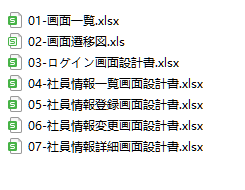 01-画面一覧.xlsx
02-画面遷移図.xls
03-ログイン画面設計書.xlsx
04-社員情報一覧画面設計書.xlsx
05-社員情報登録画面設計書.xlsx
06-社員情報変更画面設計書.xlsx
07-社員情報詳細画面設計書.xlsx